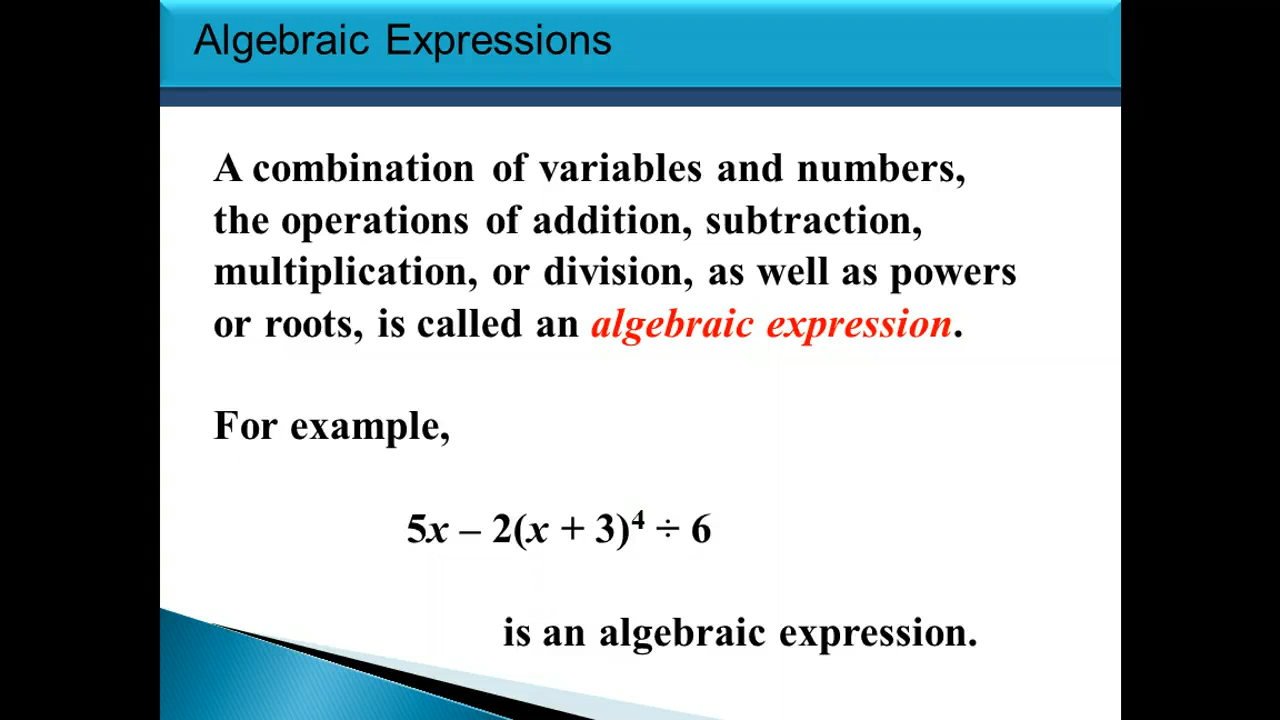 Algebraic Expressions
A combination of variables and numbers,
the operations of addition, subtraction,
multiplication, or division, as well as powers
or roots, is called an algebraic expression.
For example,
5x – 2(x + 3)⁴ ÷ 6
is an algebraic expression.